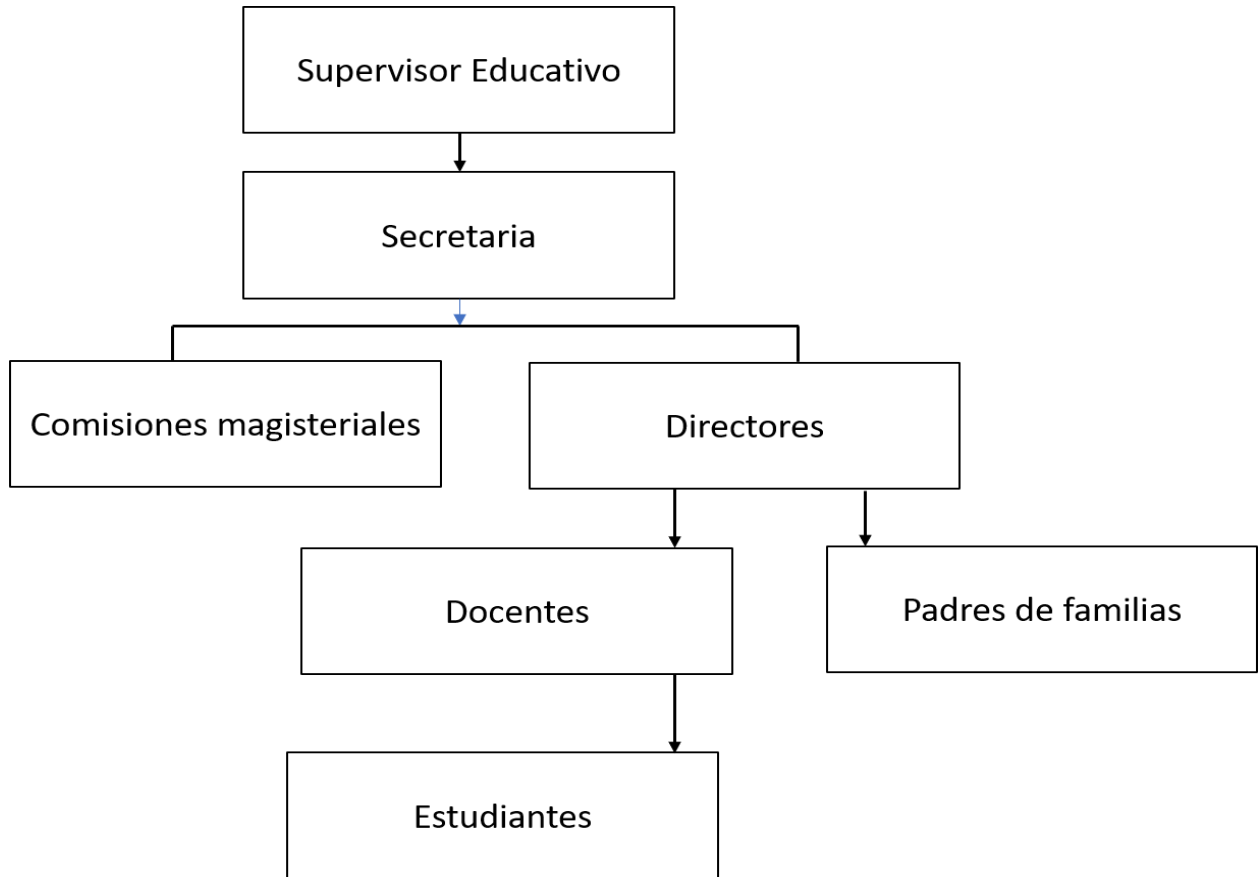 Supervisor Educativo
Secretaria
Comisiones magisteriales
Directores
Docentes
Padres de familias
Estudiantes